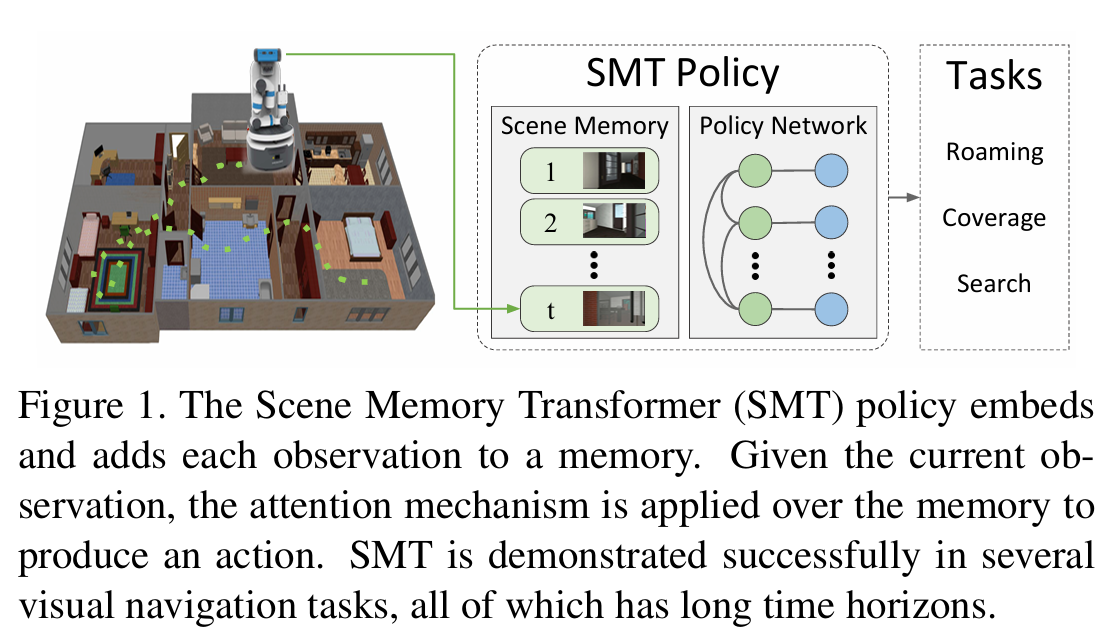 SMT Policy
Scene Memory
1
2
t
Policy Network
Tasks
Roaming
Coverage
Search
Figure 1. The Scene Memory Transformer (SMT) policy embeds
and adds each observation to a memory. Given the current ob-
servation, the attention mechanism is applied over the memory to
produce an action. SMT is demonstrated successfully in several
visual navigation tasks, all of which has long time horizons.